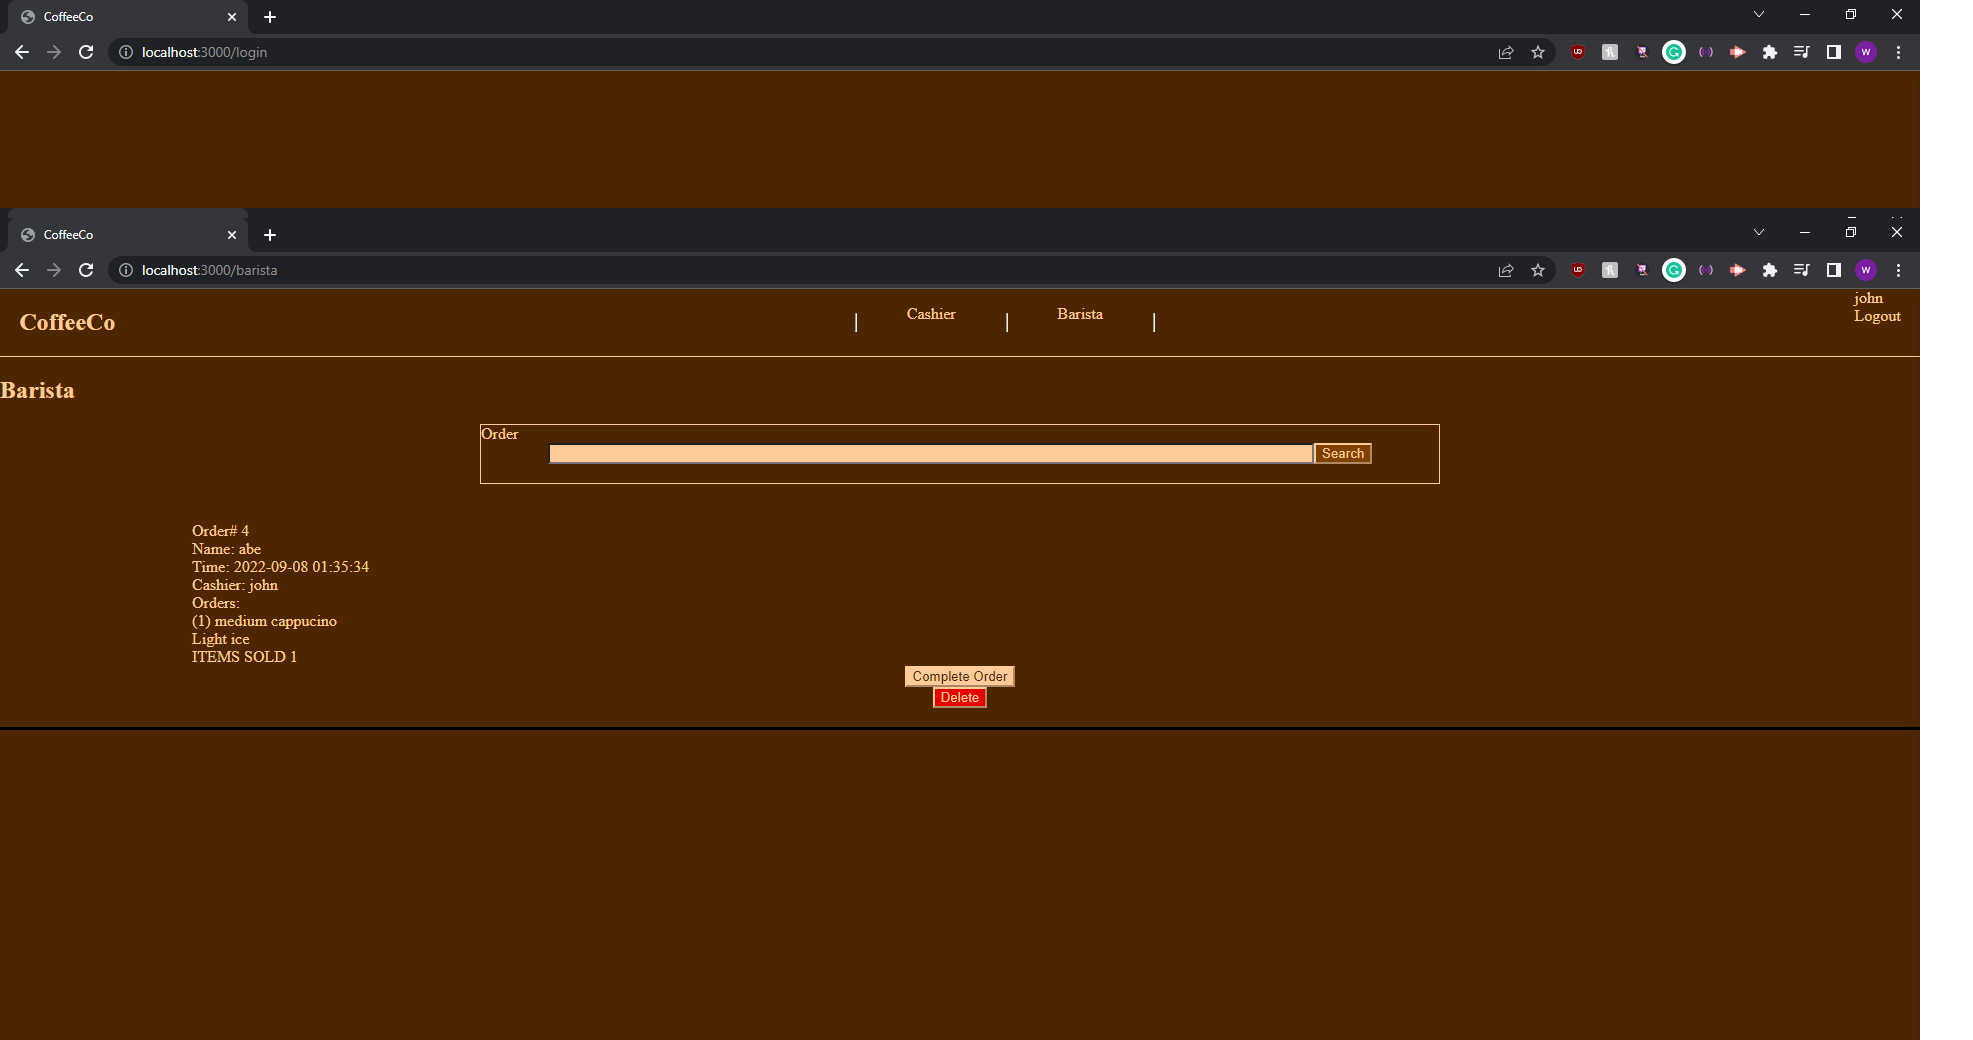 CoffeeCo
localhost:3000/login
CoffeeCo
localhost:3000/barista
CoffeeCo
| Cashier | Barista |
john
Logout
Barista
Order
Search
Order# 4
Name: abe
Time: 2022-09-08 01:35:34
Cashier: john
Orders:
(1) medium cappucino
Light ice
ITEMS SOLD 1
Complete Order
Delete